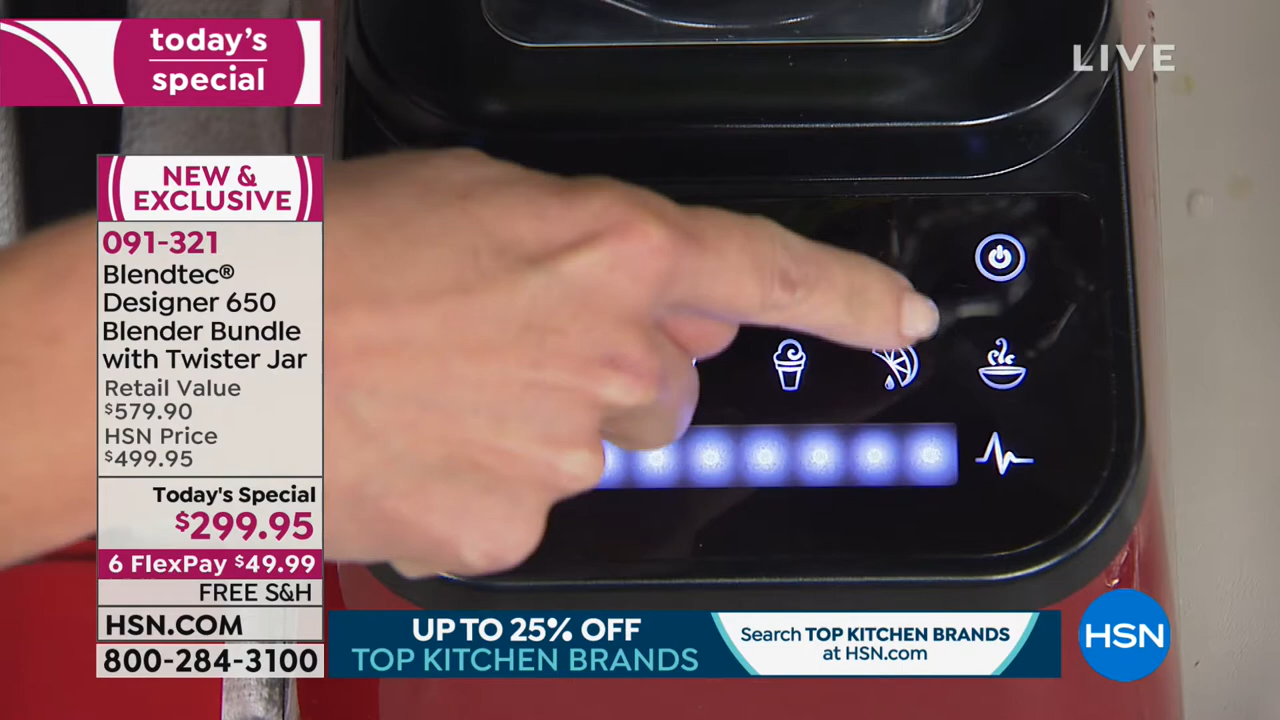 today's
special
LIVE
NEW &
EXCLUSIVE
091-321
Blendtec®
Designer 650
Blender Bundle
with Twister Jar
Retail Value
$579.90
HSN Price
$499.95
Today's Special
$299.95
6 FlexPay $49.99
FREE S&H
HSN.COM
800-284-3100
UP TO 25% OFF
TOP KITCHEN BRANDS
Search TOP KITCHEN BRANDS
at HSN.com
HSN